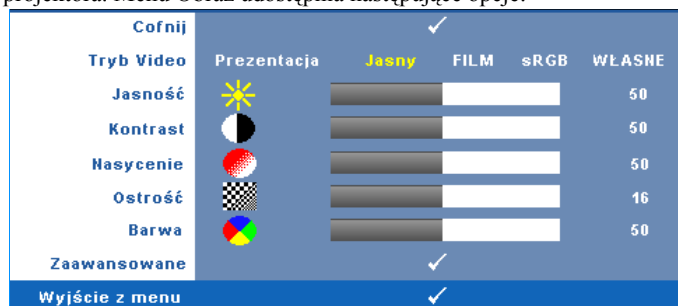 projektora. Menu Obraz udostępnia następujące opcje:
Cofnij
Tryb Video Prezentacja Jasny FILM sRGB WŁASNE
Jasność 50
Kontrast 50
Nasycenie 50
Ostrość 16
Barwa 50
Zaawansowane
Wyjście z menu